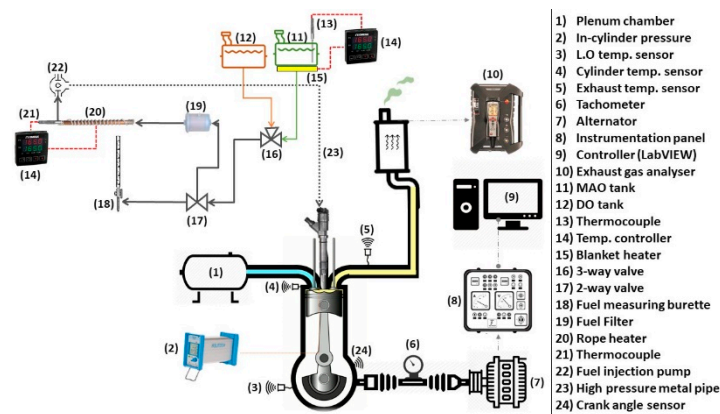 (12)
(11)
(13)
(14)
(15)
(22)
(21)
(20)
(19)
(16)
(10)
(14)
(18)
(17)
(23)
(5)
(9)
(1)
(4)
(8)
(2)
(24)
(6)
(3)
(7)
1) Plenum chamber
2) In-cylinder pressure
3) L.O temp. sensor
4) Cylinder temp. sensor
5) Exhaust temp. sensor
6) Tachometer
7) Alternator
8) Instrumentation panel
9) Controller (LabVIEW)
10) Exhaust gas analyser
11) MAO tank
12) DO tank
13) Thermocouple
14) Temp. controller
15) Blanket heater
16) 3-way valve
17) 2-way valve
18) Fuel measuring burette
19) Fuel Filter
20) Rope heater
21) Thermocouple
22) Fuel injection pump
23) High pressure metal pipe
24) Crank angle sensor